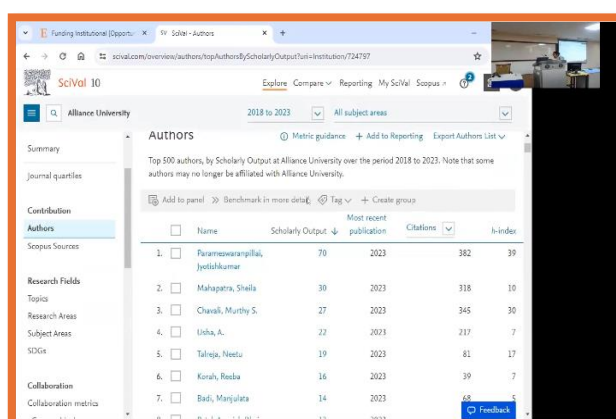 Funding Institutional [Opportu
SciVal - Authors
scival.com/overview/authors/topAuthorsByScholarlyOutput?uri=Institution/724797
SciVal 10
Explore Compare Reporting My SciVal Scopus
2
Alliance University
2018 to 2023
All subject areas
Summary
Journal quartiles
Contribution
Authors
Scopus Sources
Research Fields
Topics
Research Areas
Subject Areas
SDGs
Collaboration
Collaboration metrics
Authors
Metric guidance + Add to Reporting Export Authors List
Top 500 authors, by Scholarly Output at Alliance University over the period 2018 to 2023. Note that some
authors may no longer be affiliated with Alliance University.
Add to panel Benchmark in more detail Tag + Create group
Name Scholarly Output Most recent publication Citations h-index
1. Parameswaranpillai, Jyotishkumar 70 2023 382 39
2. Mahapatra, Sheila 30 2023 318 10
3. Chavali, Murthy S. 27 2023 345 30
4. Usha, A. 22 2023 217 7
5. Talreja, Neetu 19 2023 81 17
6. Korah, Reeba 16 2023 39 7
7. Badi, Manjulata 14 2023 68 5
Feedback